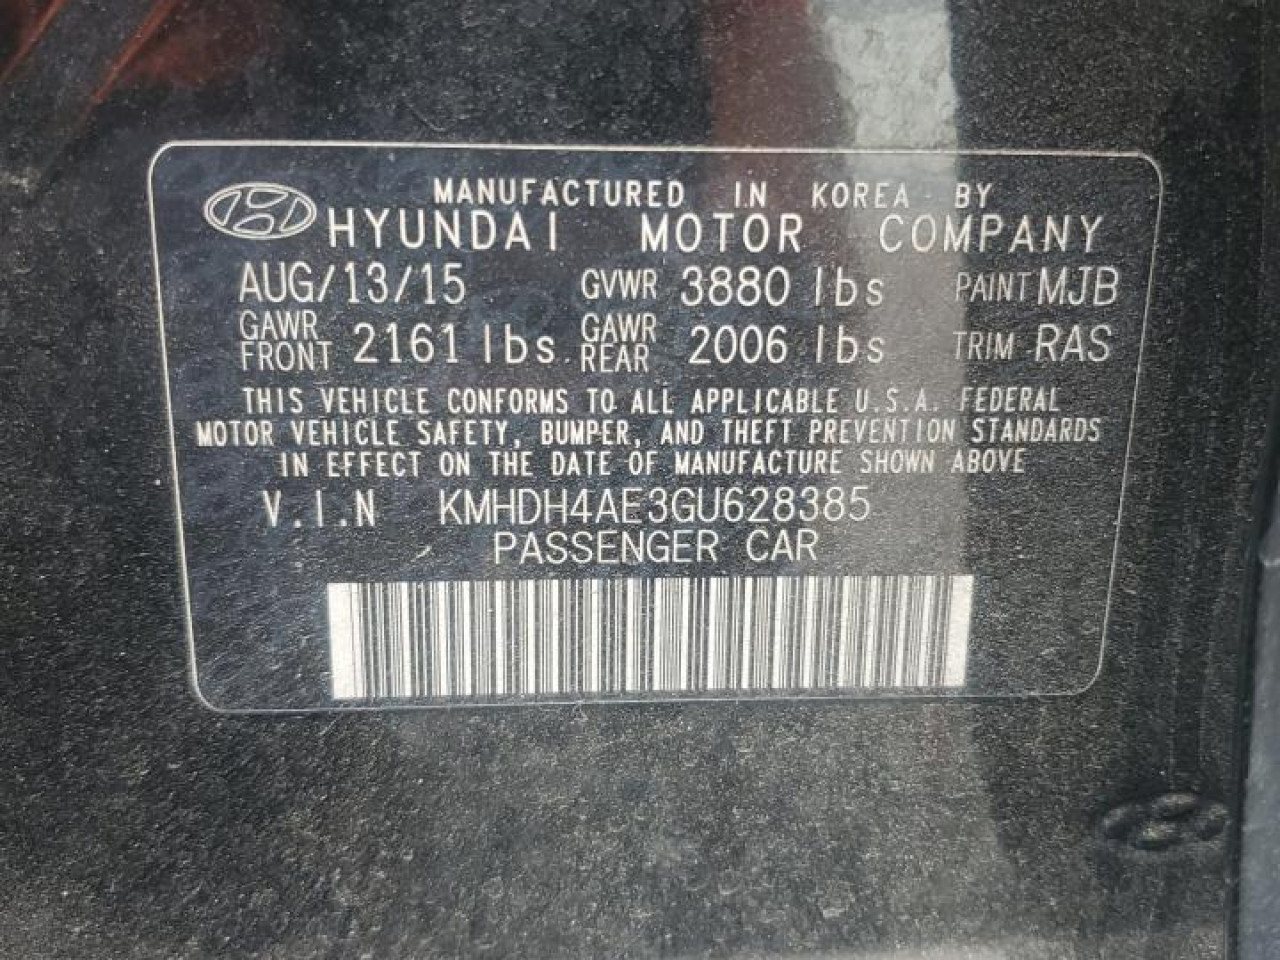 MANUFACTURED IN KOREA BY
HYUNDAI MOTOR COMPANY
AUG/13/15 GVWR 3880 lbs PAINT MJB
GAWR FRONT 2161 lbs GAWR REAR 2006 lbs TRIM RAS
THIS VEHICLE CONFORMS TO ALL APPLICABLE U.S.A. FEDERAL
MOTOR VEHICLE SAFETY, BUMPER, AND THEFT PREVENTION STANDARDS
IN EFFECT ON THE DATE OF MANUFACTURE SHOWN ABOVE
V.I.N KMHDH4AE3GU628385
PASSENGER CAR